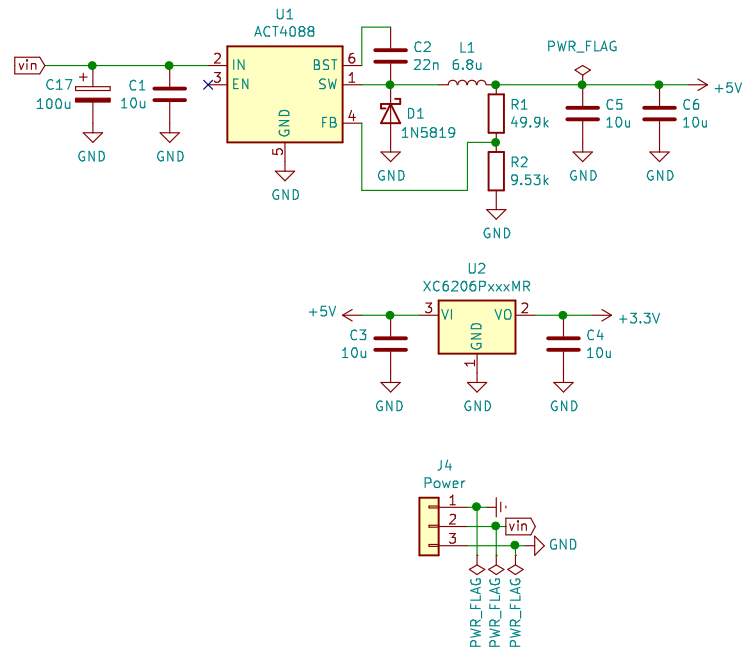 U1
ACT4088
vin
C17
100u
GND
C1
10u
GND
2
IN
3
EN
BST
6
SW
1
FB
4
GND
5
GND
C2
22n
L1
6.8u
D1
1N5819
GND
R1
49.9k
R2
9.53k
GND
PWR_FLAG
C5
10u
GND
C6
10u
GND
+5V
U2
XC6206PxxxMR
+5V
3
VI
VO
2
GND
1
GND
+3.3V
C3
10u
GND
C4
10u
GND
J4
Power
1
2
3
vin
GND
PWR_FLAG
PWR_FLAG
PWR_FLAG